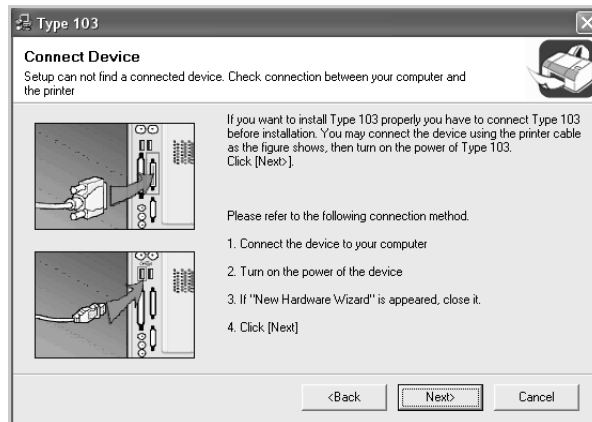 Type 103
Connect Device
Setup can not find a connected device. Check connection between your computer and
the printer
If you want to install Type 103 properly you have to connect Type 103
before installation. You may connect the device using the printer cable
as the figure shows, then turn on the power of Type 103.
Click [Next>].
Please refer to the following connection method.
1. Connect the device to your computer
2. Turn on the power of the device
3. If "New Hardware Wizard" is appeared, close it.
4. Click [Next]
<Back
Next>
Cancel